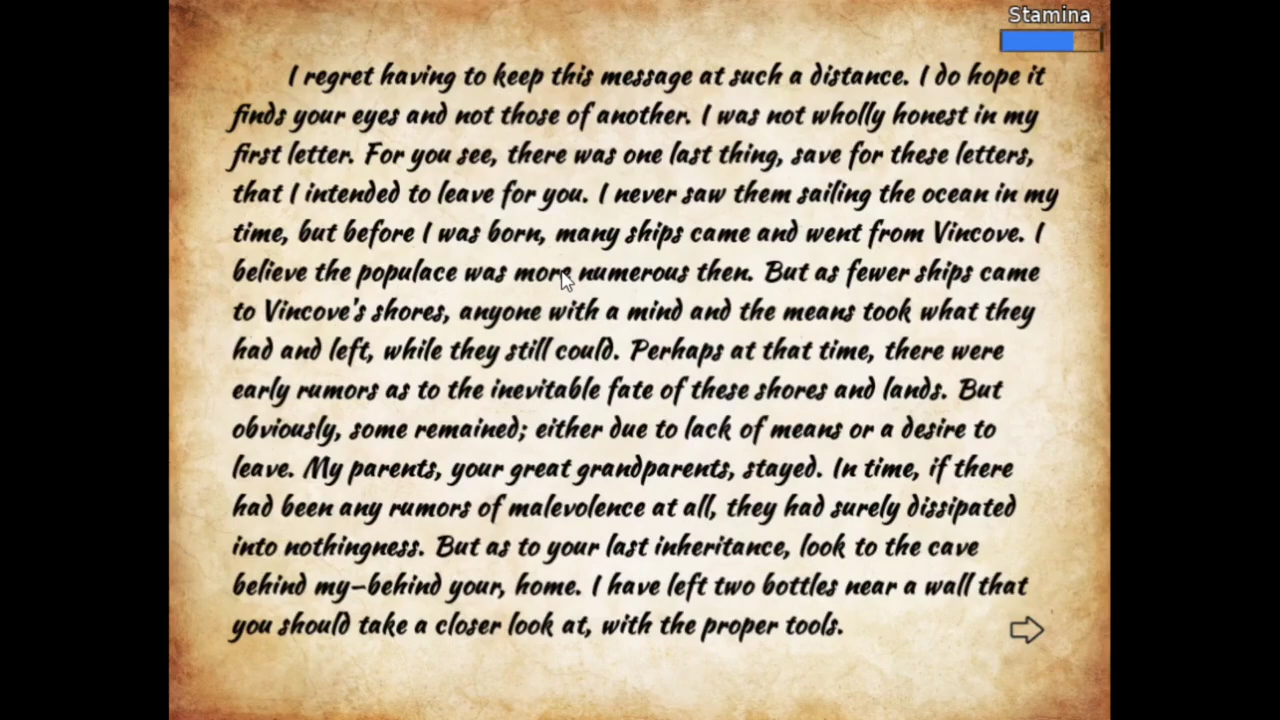 Stamina
I regret having to keep this message at such a distance. I do hope it
finds your eyes and not those of another. I was not wholly honest in my
first letter. For you see, there was one last thing, save for these letters,
that I intended to leave for you. I never saw them sailing the ocean in my
time, but before I was born, many ships came and went from Vincove. I
believe the populace was more numerous then. But as fewer ships came
to Vincove's shores, anyone with a mind and the means took what they
had and left, while they still could. Perhaps at that time, there were
early rumors as to the inevitable fate of these shores and lands. But
obviously, some remained; either due to lack of means or a desire to
leave. My parents, your great grandparents, stayed. In time, if there
had been any rumors of malevolence at all, they had surely dissipated
into nothingness. But as to your last inheritance, look to the cave
behind my–behind your, home. I have left two bottles near a wall that
you should take a closer look at, with the proper tools.